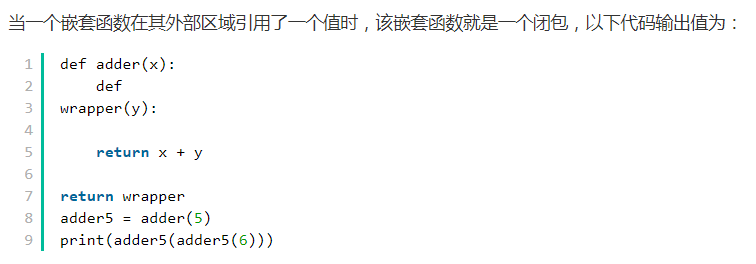 当一个嵌套函数在其外部区域引用了一个值时，该嵌套函数就是一个闭包，以下代码输出值为：
1 def adder(x):
2     def
3 wrapper(y):
4
5     return x + y
6
7 return wrapper
8 adder5 = adder(5)
9 print(adder5(adder5(6)))